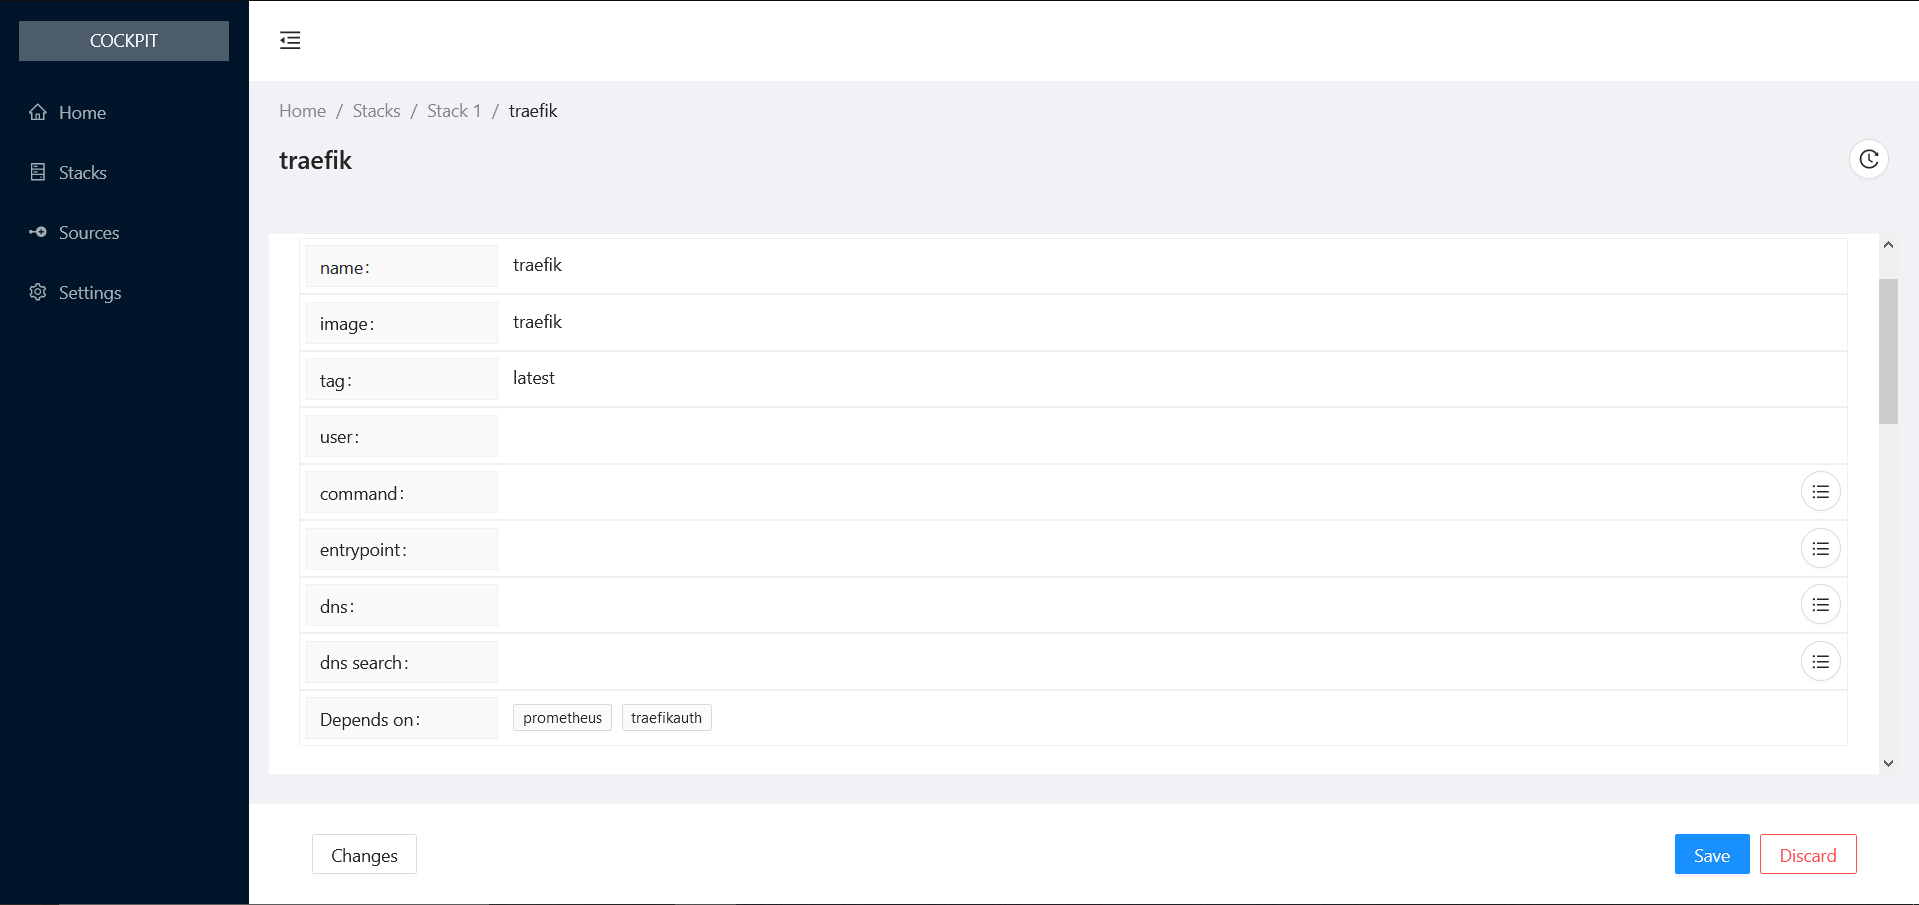 COCKPIT
Home
Stacks
Sources
Settings
Home / Stacks / Stack 1 / traefik
traefik
name: traefik
image: traefik
tag: latest
user:
command:
entrypoint:
dns:
dns search:
Depends on: prometheus traefikauth
Changes Save Discard